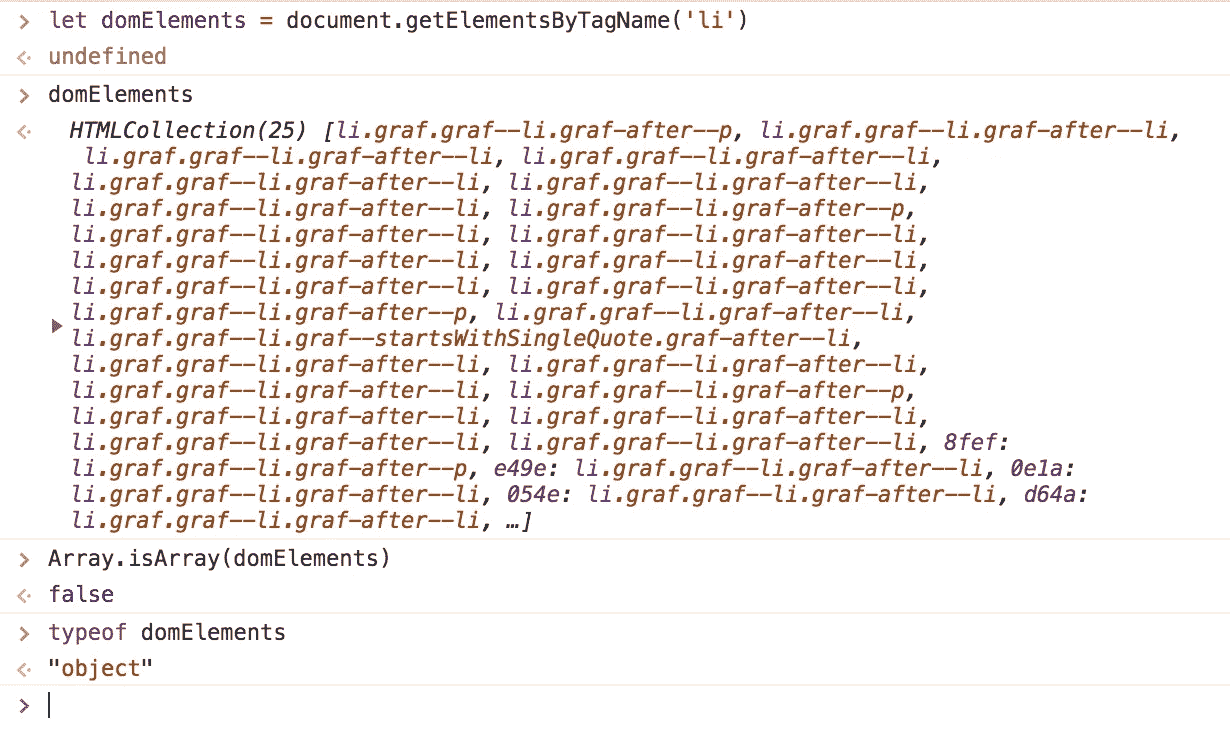 > let domElements = document.getElementsByTagName('li')
< undefined
> domElements
< HTMLCollection(25) [li.graf.graf--li.graf-after--p, li.graf.graf--li.graf-after--li,
li.graf.graf--li.graf-after--li, li.graf.graf--li.graf-after--li,
li.graf.graf--li.graf-after--li, li.graf.graf--li.graf-after--li,
li.graf.graf--li.graf-after--li, li.graf.graf--li.graf-after--p,
li.graf.graf--li.graf-after--li, li.graf.graf--li.graf-after--li,
li.graf.graf--li.graf-after--li, li.graf.graf--li.graf-after--li,
li.graf.graf--li.graf-after--li, li.graf.graf--li.graf-after--li,
li.graf.graf--li.graf-after--p, li.graf.graf--li.graf-after--li,
li.graf.graf--startsWithSingleQuote.graf-after--li,
li.graf.graf--li.graf-after--li, li.graf.graf--li.graf-after--li,
li.graf.graf--li.graf-after--li, li.graf.graf--li.graf-after--p,
li.graf.graf--li.graf-after--li, li.graf.graf--li.graf-after--li,
li.graf.graf--li.graf-after--li, li.graf.graf--li.graf-after--li, 8fef:
li.graf.graf--li.graf-after--p, e49e: li.graf.graf--li.graf-after--li, 0e1a:
li.graf.graf--li.graf-after--li, 054e: li.graf.graf--li.graf-after--li, d64a:
li.graf.graf--li.graf-after--li, …]
> Array.isArray(domElements)
< false
> typeof domElements
< "object"
>